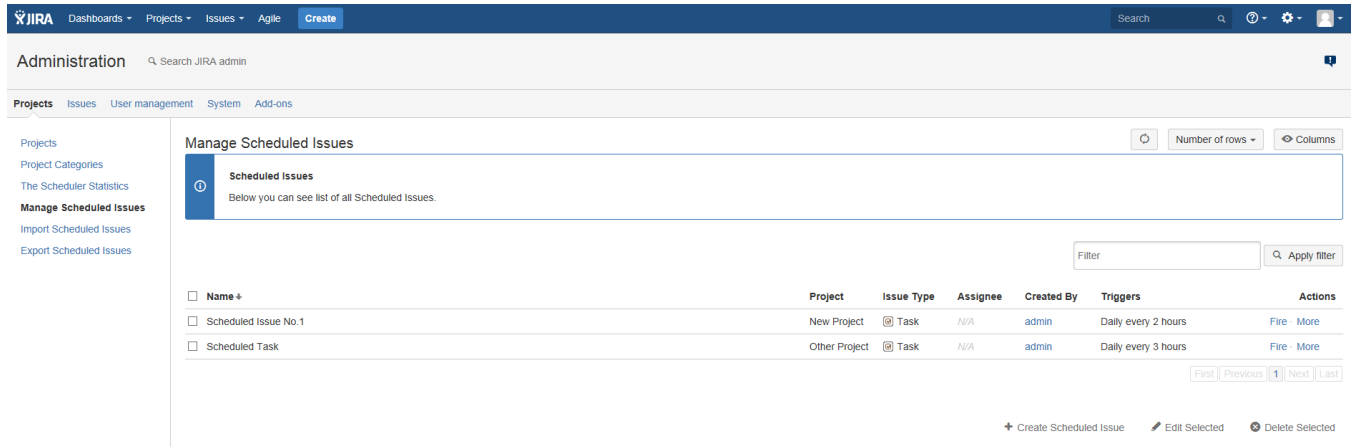 JIRA Dashboards Projects Issues Agile Create Search
Administration Search JIRA admin
Projects Issues User management System Add-ons
Projects
Project Categories
The Scheduler Statistics
Manage Scheduled Issues
Import Scheduled Issues
Export Scheduled Issues
Manage Scheduled Issues Number of rows Columns
Scheduled Issues
Below you can see list of all Scheduled Issues.
Filter Apply filter
Name Project Issue Type Assignee Created By Triggers Actions
Scheduled Issue No.1 New Project Task N/A admin Daily every 2 hours Fire · More
Scheduled Task Other Project Task N/A admin Daily every 3 hours Fire · More
First Previous 1 Next Last
Create Scheduled Issue Edit Selected Delete Selected